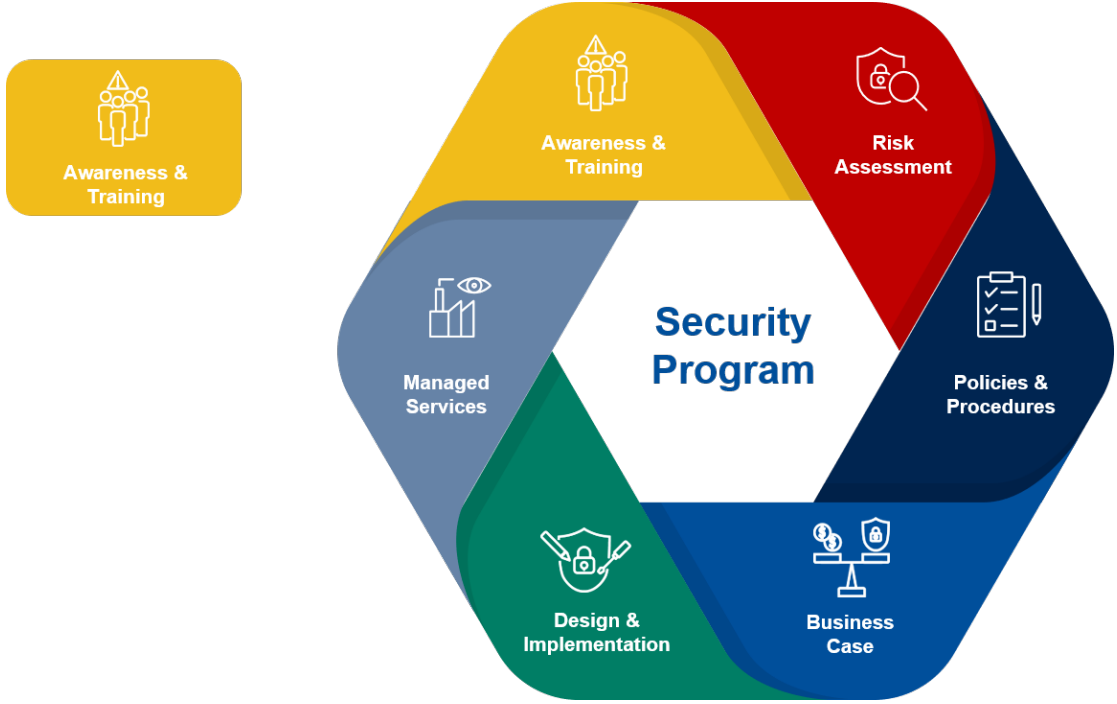 Awareness &
Training
Awareness &
Training
Risk
Assessment
Security
Program
Managed
Services
Policies &
Procedures
Design &
Implementation
Business
Case